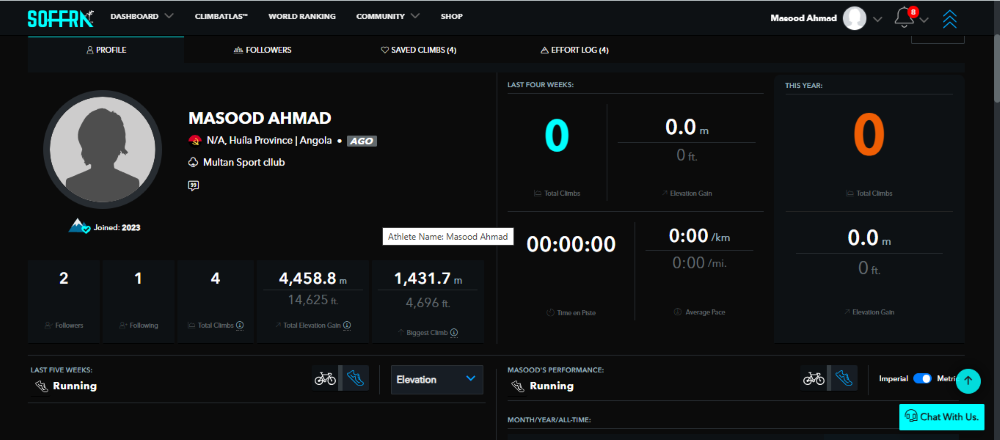 SOFFRA
DASHBOARD
CLIMBATLAS™
WORLD RANKING
COMMUNITY
SHOP
Masood Ahmad
8
PROFILE
FOLLOWERS
SAVED CLIMBS (4)
EFFORT LOG (4)
MASOOD AHMAD
N/A, Huíla Province | Angola • AGO
Multan Sport cllub
Joined: 2023
Athlete Name: Masood Ahmad
2
Followers
1
Following
4
Total Climbs
4,458.8 m
14,625 ft.
Total Elevation Gain
1,431.7 m
4,696 ft.
Biggest Climb
LAST FOUR WEEKS:
0
Total Climbs
0.0 m
0 ft.
Elevation Gain
00:00:00
Time on Piste
0:00 /km
0:00 /mi.
Average Pace
THIS YEAR:
0
Total Climbs
0.0 m
0 ft.
Elevation Gain
LAST FIVE WEEKS:
Running
Elevation
MASOOD'S PERFORMANCE:
Running
Imperial
Metri
MONTH/YEAR/ALL-TIME:
Chat With Us.